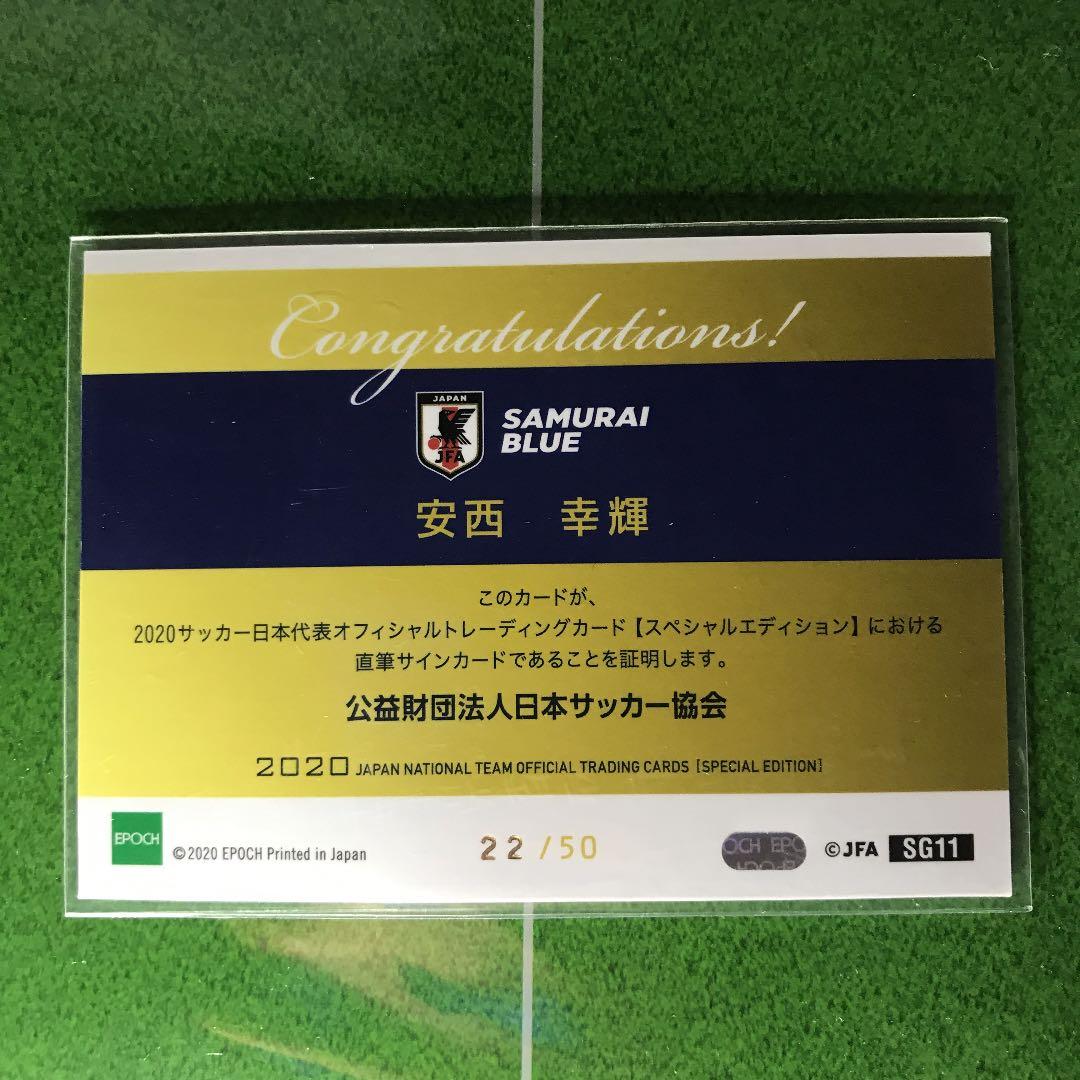 Congratulations!
JAPAN
JFA
SAMURAI
BLUE
安西　幸輝
このカードが、
2020サッカー日本代表オフィシャルトレーディングカード【スペシャルエディション】における
直筆サインカードであることを証明します。
公益財団法人日本サッカー協会
2020 JAPAN NATIONAL TEAM OFFICIAL TRADING CARDS [SPECIAL EDITION]
EPOCH
©2020 EPOCH Printed in Japan
22/50
OCH EPO
EPOCH
©JFA
SG11